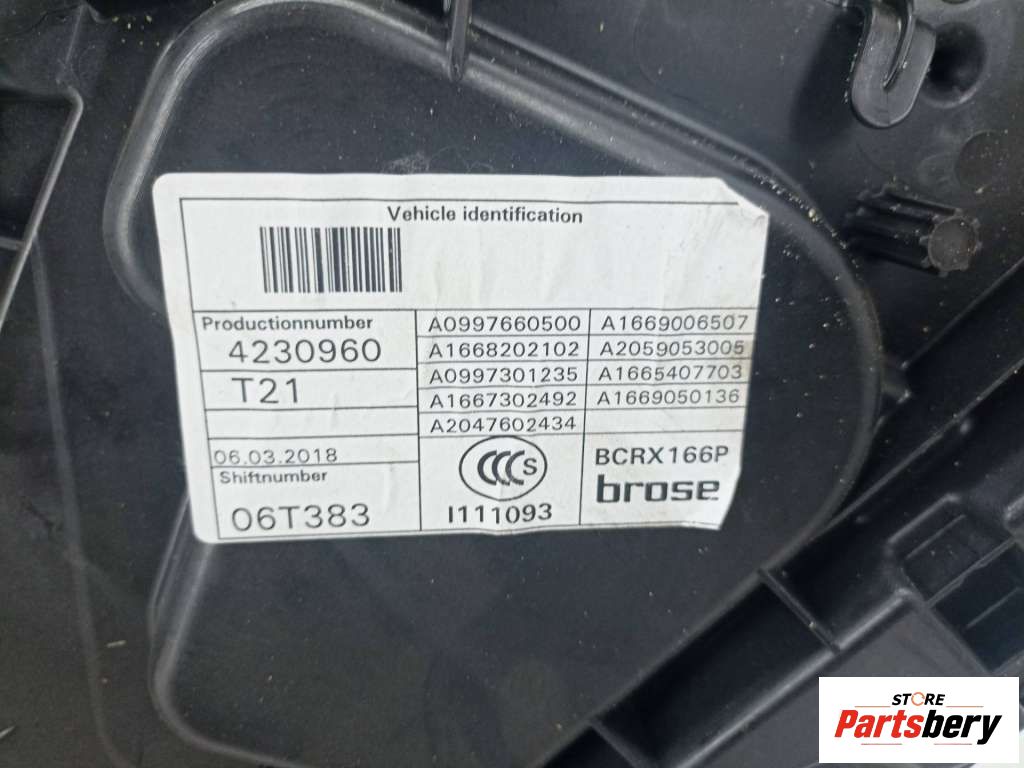 Vehicle identification
Productionnumber
4230960
T21
06.03.2018
Shiftnumber
06T383
A0997660500 A1669006507
A1668202102 A2059053005
A0997301235 A1665407703
A1667302492 A1669050136
A2047602434
CCC S
I111093
BCRX166P
brose
STORE
Partsbery